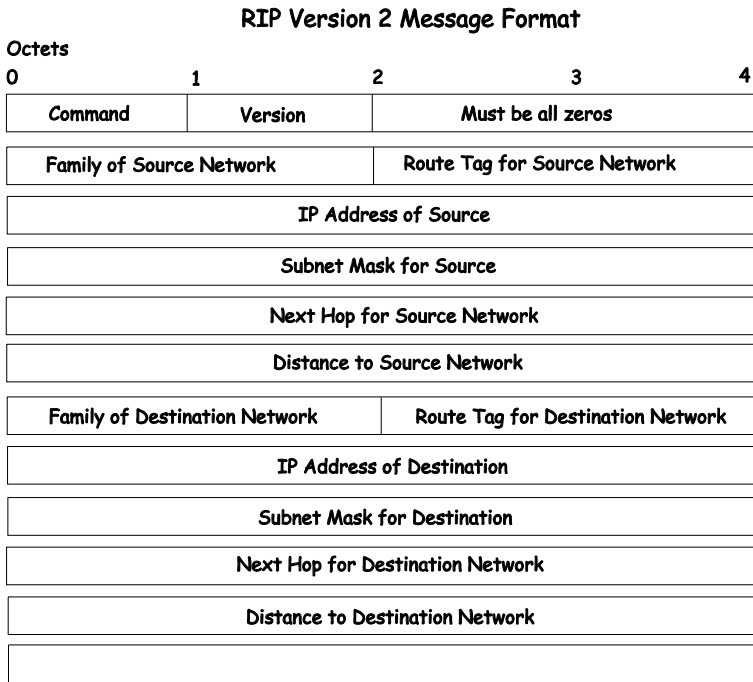 RIP Version 2 Message Format
Octets
0 1 2 3 4
Command Version Must be all zeros
Family of Source Network Route Tag for Source Network
IP Address of Source
Subnet Mask for Source
Next Hop for Source Network
Distance to Source Network
Family of Destination Network Route Tag for Destination Network
IP Address of Destination
Subnet Mask for Destination
Next Hop for Destination Network
Distance to Destination Network